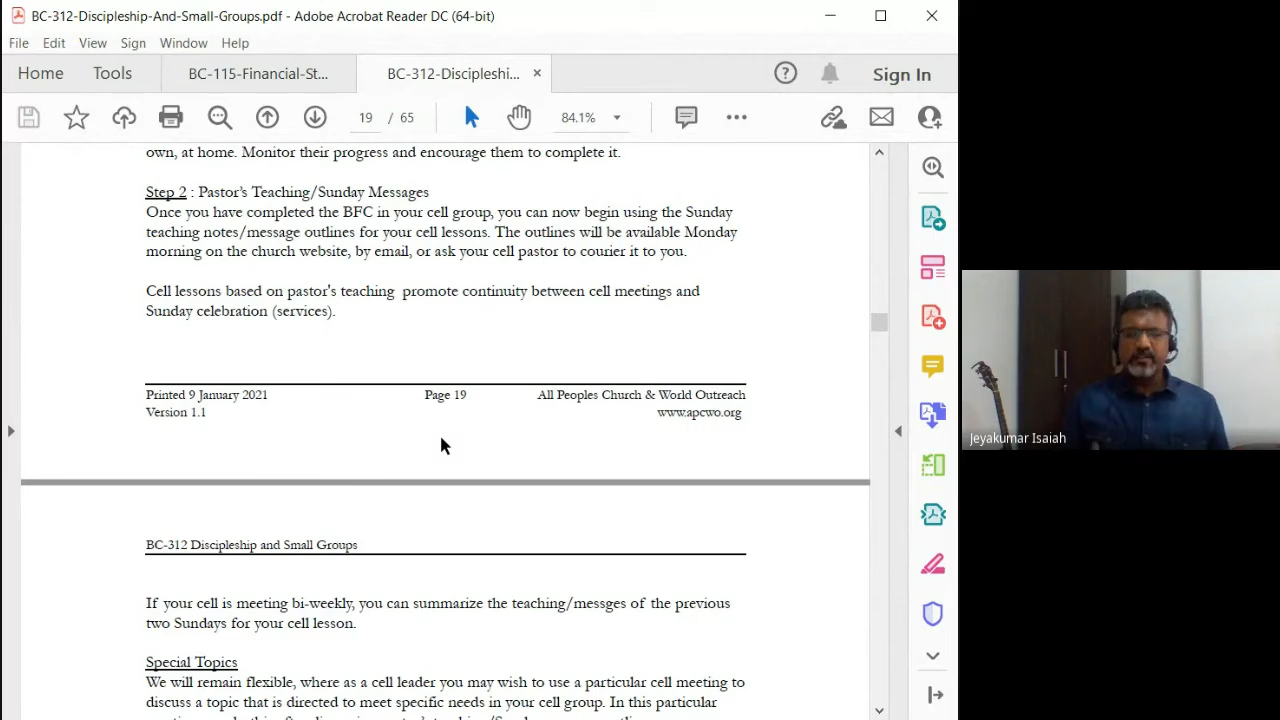 BC-312-Discipleship-And-Small-Groups.pdf - Adobe Acrobat Reader DC (64-bit)
File Edit View Sign Window Help
Home Tools BC-115-Financial-St... BC-312-Discipleshi... × Sign In
19 / 65 84.1%
own, at home. Monitor their progress and encourage them to complete it.
Step 2 : Pastor's Teaching/Sunday Messages
Once you have completed the BFC in your cell group, you can now begin using the Sunday
teaching notes/message outlines for your cell lessons. The outlines will be available Monday
morning on the church website, by email, or ask your cell pastor to courier it to you.
Cell lessons based on pastor's teaching promote continuity between cell meetings and
Sunday celebration (services).
Printed 9 January 2021 Page 19 All Peoples Church & World Outreach
Version 1.1 www.apcwo.org
BC-312 Discipleship and Small Groups
If your cell is meeting bi-weekly, you can summarize the teaching/messges of the previous
two Sundays for your cell lesson.
Special Topics
We will remain flexible, where as a cell leader you may wish to use a particular cell meeting to
discuss a topic that is directed to meet specific needs in your cell group. In this particular
Jeyakumar Isaiah